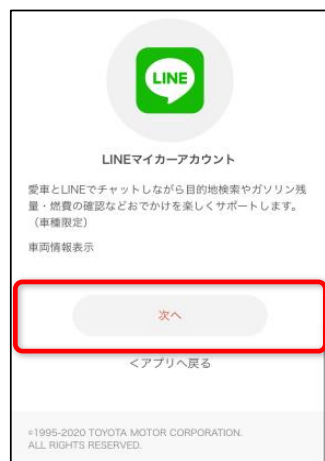 LINE
LINEマイカーアカウント
愛車とLINEでチャットしながら目的地検索やガソリン残
量・燃費の確認などおでかけを楽しくサポートします。
（車種限定）
車両情報表示
次へ
<アプリへ戻る
©1995-2020 TOYOTA MOTOR CORPORATION.
ALL RIGHTS RESERVED.